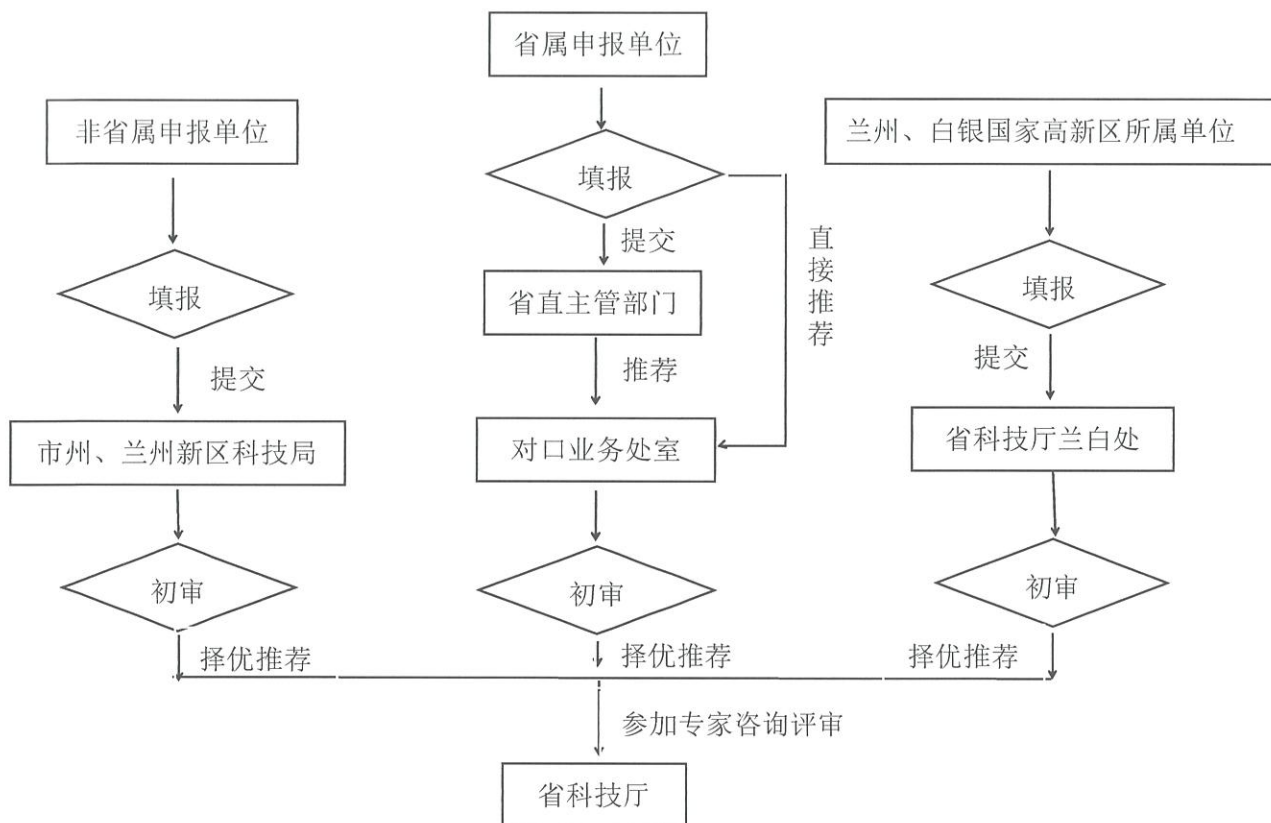 省属申报单位
非省属申报单位
兰州、白银国家高新区所属单位
填报
填报
填报
提交
提交
提交
直接推荐
省直主管部门
推荐
市州、兰州新区科技局
对口业务处室
省科技厅兰白处
初审
初审
初审
择优推荐
择优推荐
择优推荐
参加专家咨询评审
省科技厅